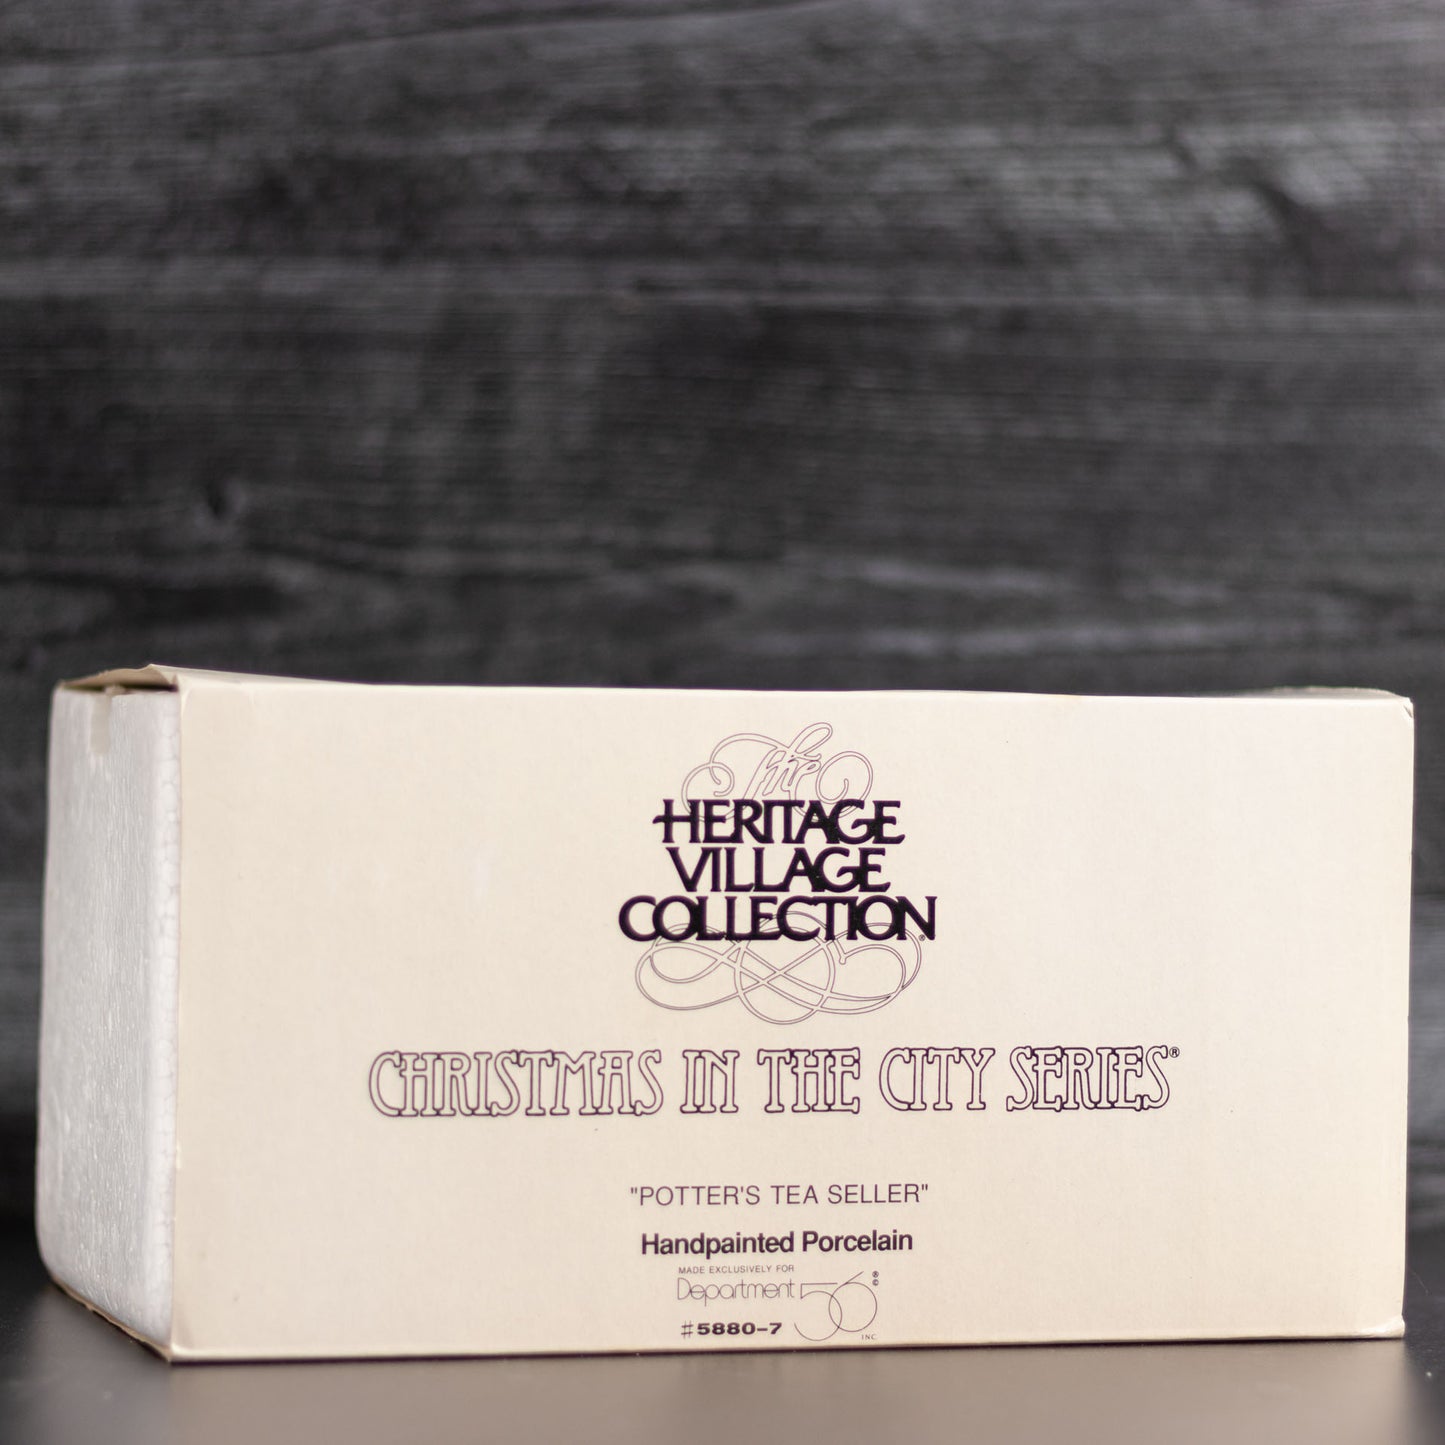 The
HERITAGE
VILLAGE
COLLECTION®
CHRISTMAS IN THE CITY SERIES®
"POTTER'S TEA SELLER"
Handpainted Porcelain
MADE EXCLUSIVELY FOR
Department 56 ® ©
#5880-7 INC